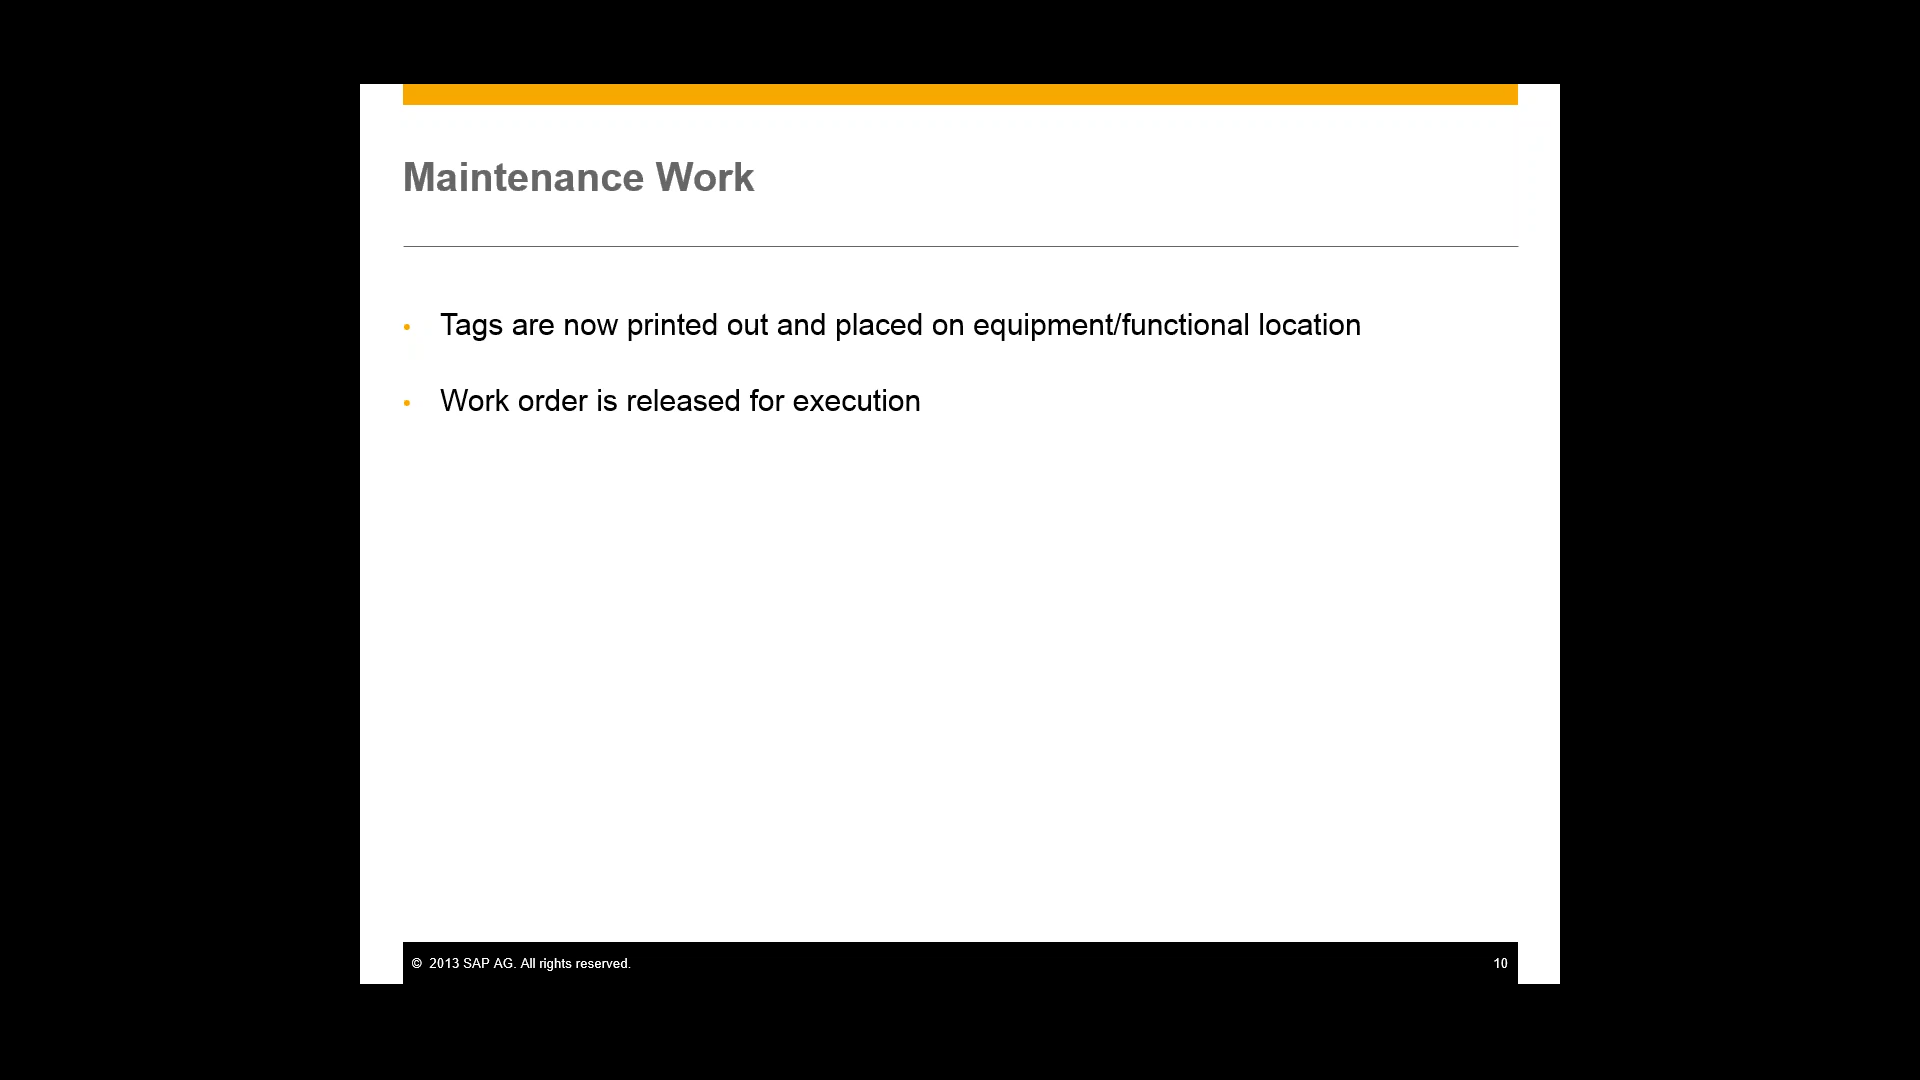 Maintenance Work
• Tags are now printed out and placed on equipment/functional location
• Work order is released for execution
© 2013 SAP AG. All rights reserved.
10